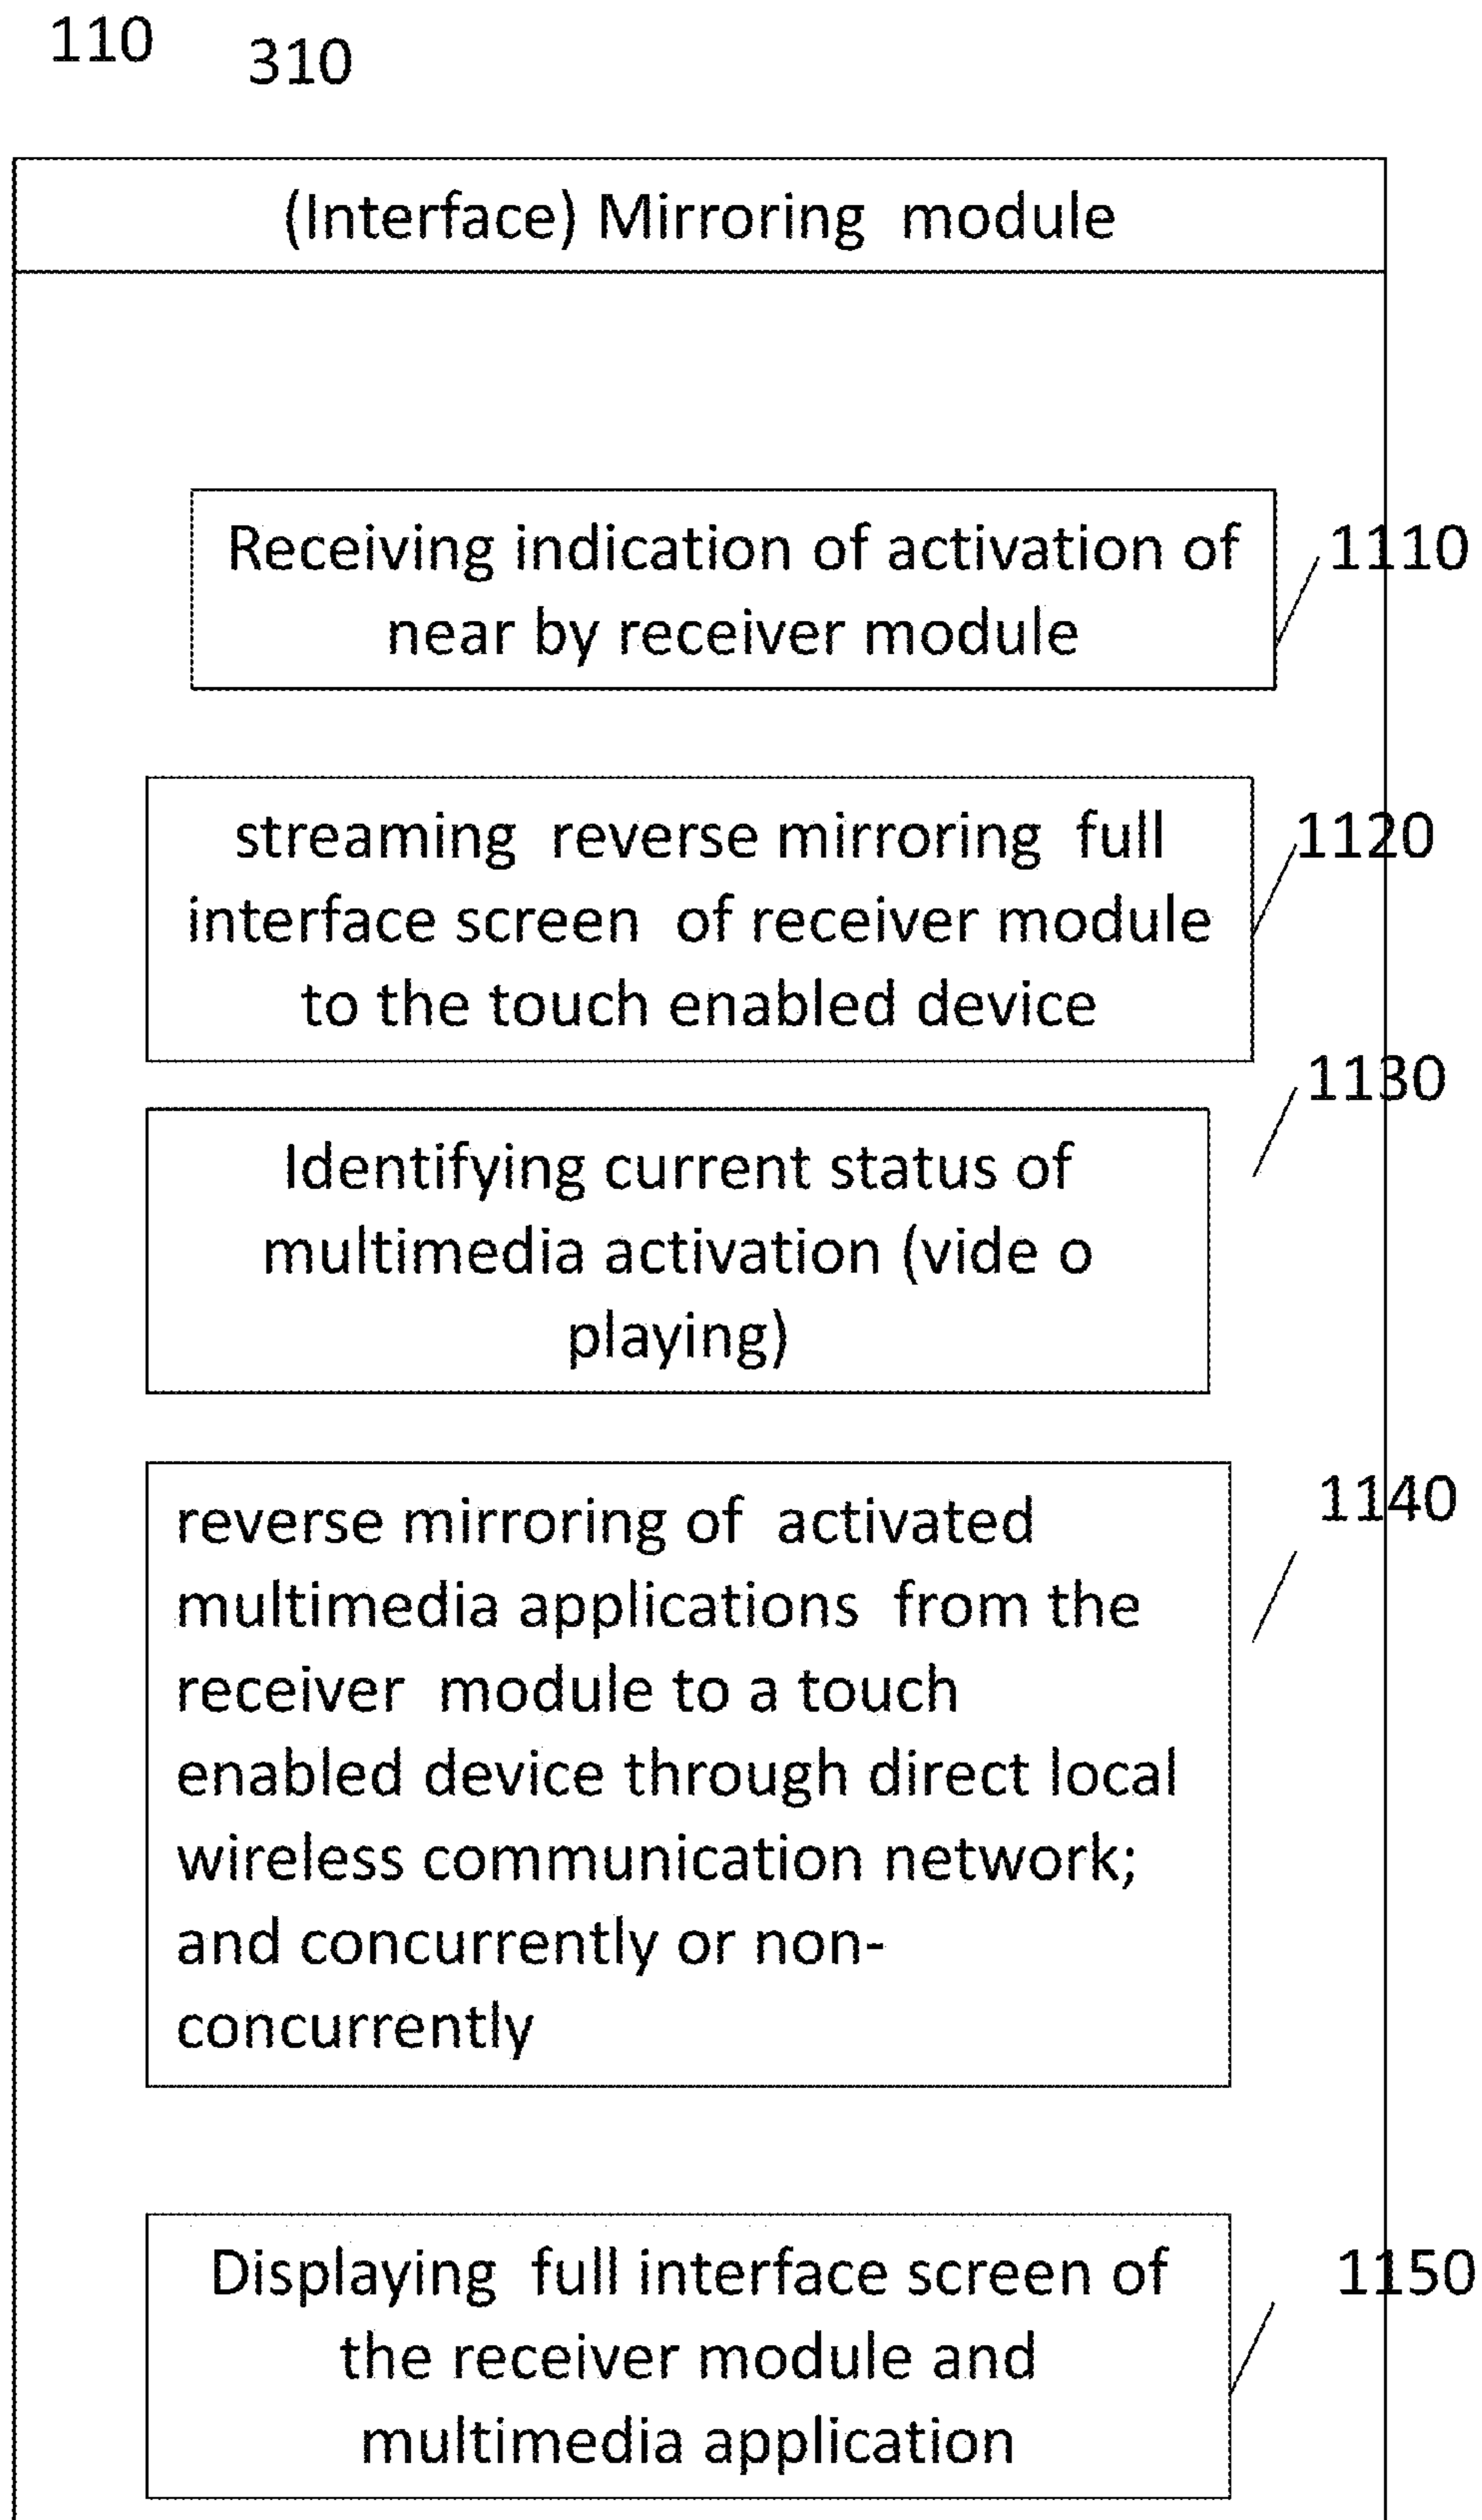 110 310
(Interface) Mirroring module
Receiving indication of activation of
near by receiver module
1110
streaming reverse mirroring full
interface screen of receiver module
to the touch enabled device
1120
1130
Identifying current status of
multimedia activation (vide o
playing)
reverse mirroring of activated
multimedia applications from the
receiver module to a touch
enabled device through direct local
wireless communication network;
and concurrently or non-
concurrently
1140
Displaying full interface screen of
the receiver module and
multimedia application
1150